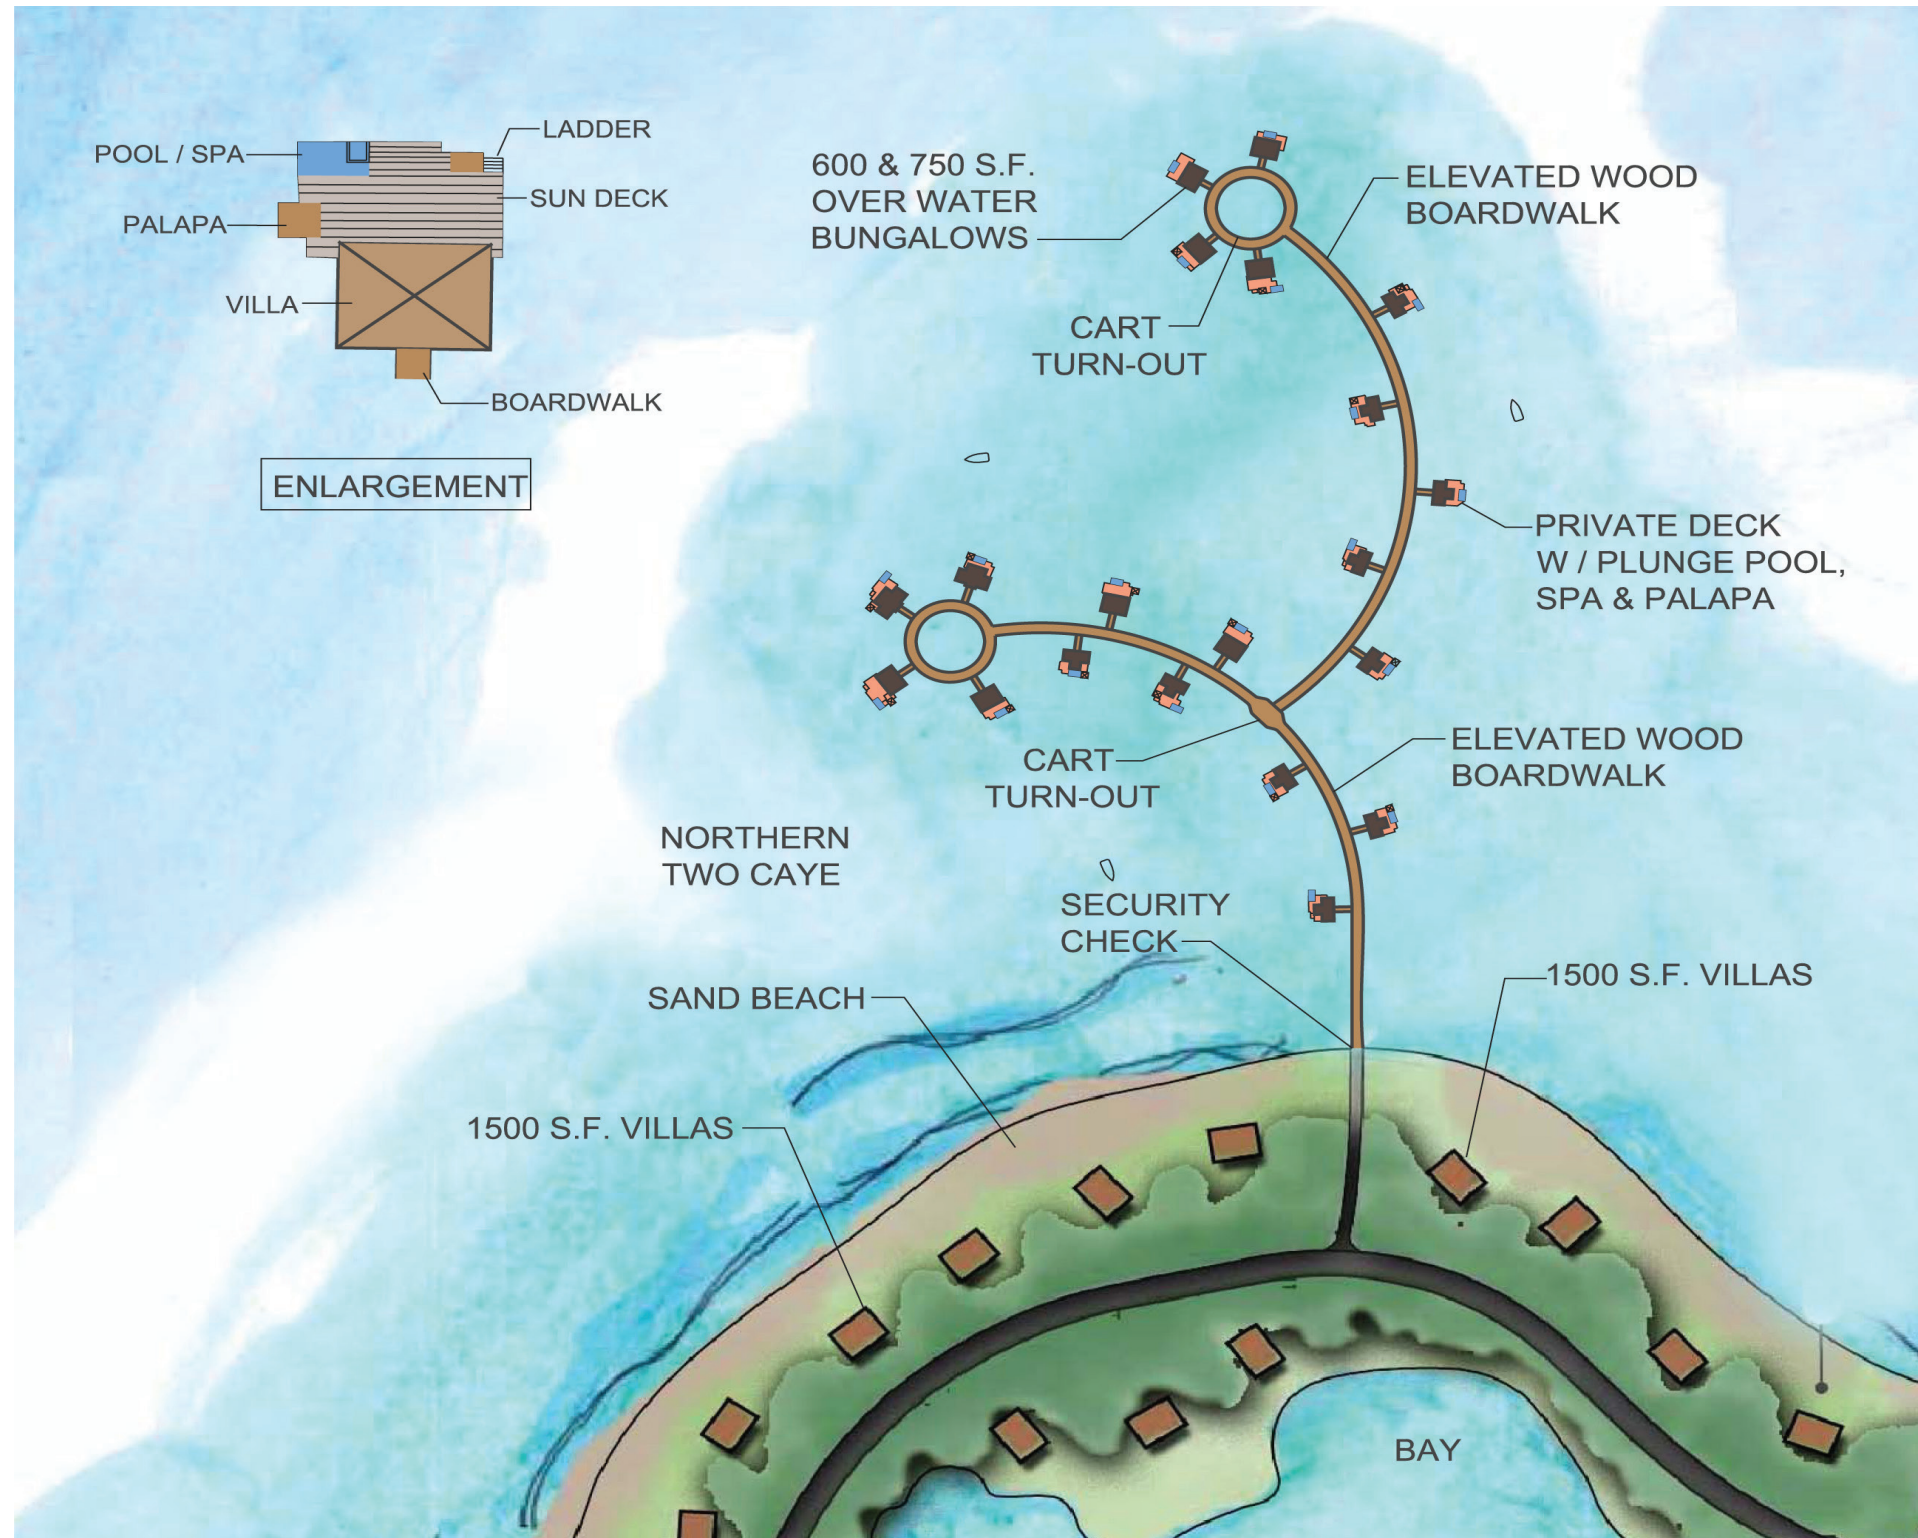 LADDER
POOL / SPA
SUN DECK
PALAPA
VILLA
BOARDWALK
ENLARGEMENT
600 & 750 S.F.
OVER WATER
BUNGALOWS
ELEVATED WOOD
BOARDWALK
CART
TURN-OUT
PRIVATE DECK
W / PLUNGE POOL,
SPA & PALAPA
CART
TURN-OUT
ELEVATED WOOD
BOARDWALK
NORTHERN
TWO CAYE
SECURITY
CHECK
SAND BEACH
1500 S.F. VILLAS
1500 S.F. VILLAS
BAY